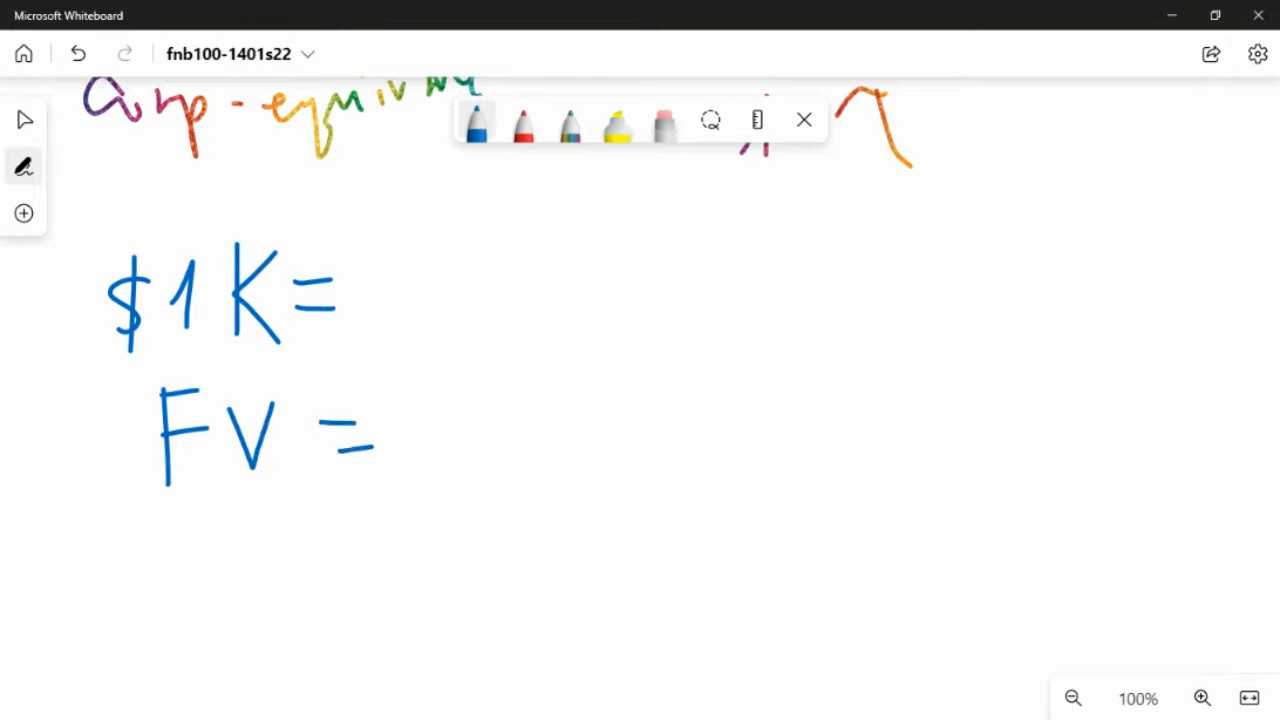 Microsoft Whiteboard
fnb100-1401s22
$1K=
FV =
100%